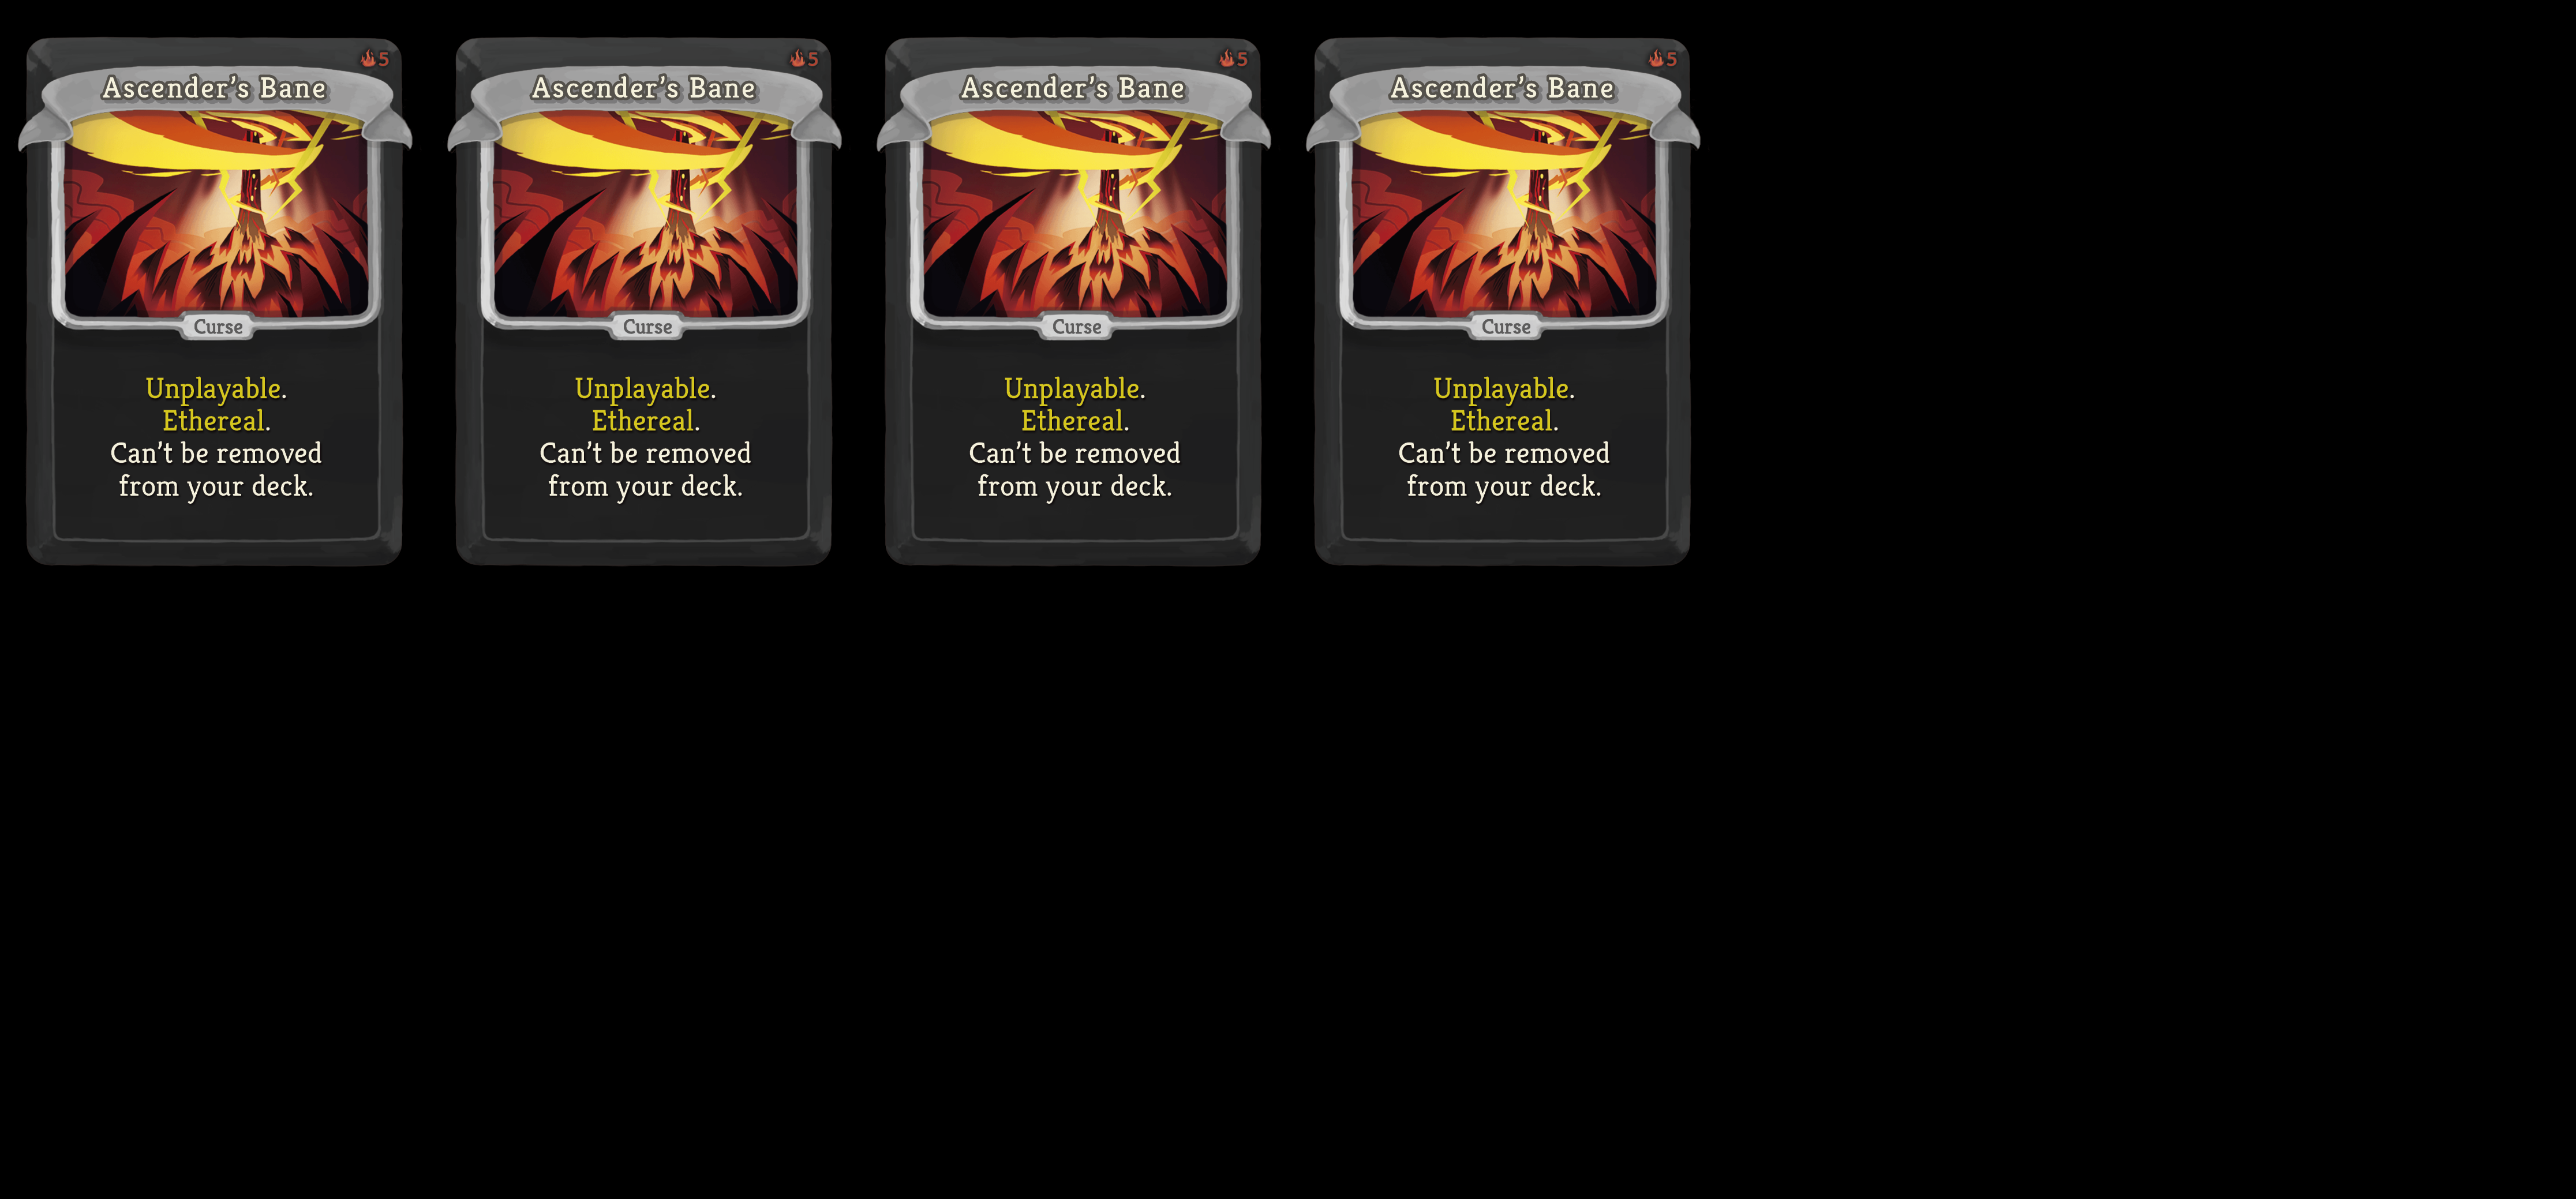 5
Ascender's Bane
Curse
Unplayable.
Ethereal.
Can't be removed
from your deck.
5
Ascender's Bane
Curse
Unplayable.
Ethereal.
Can't be removed
from your deck.
5
Ascender's Bane
Curse
Unplayable.
Ethereal.
Can't be removed
from your deck.
5
Ascender's Bane
Curse
Unplayable.
Ethereal.
Can't be removed
from your deck.